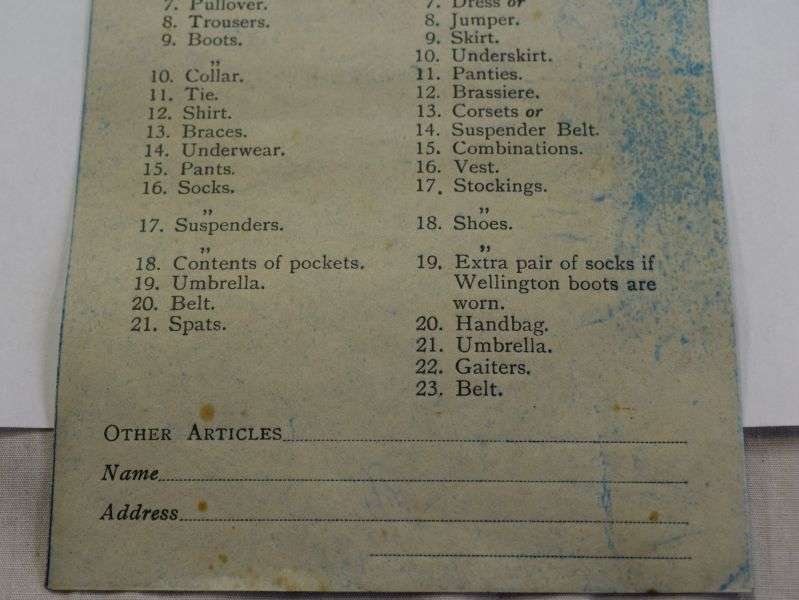 7. Pullover.
8. Trousers.
9. Boots.
„
10. Collar.
11. Tie.
12. Shirt.
13. Braces.
14. Underwear.
15. Pants.
16. Socks.
„
17. Suspenders.
„
18. Contents of pockets.
19. Umbrella.
20. Belt.
21. Spats.
7. Dress or
8. Jumper.
9. Skirt.
10. Underskirt.
11. Panties.
12. Brassiere.
13. Corsets or
14. Suspender Belt.
15. Combinations.
16. Vest.
17. Stockings.
„
18. Shoes.
„
19. Extra pair of socks if
Wellington boots are
worn.
20. Handbag.
21. Umbrella.
22. Gaiters.
23. Belt.
OTHER ARTICLES
Name
Address